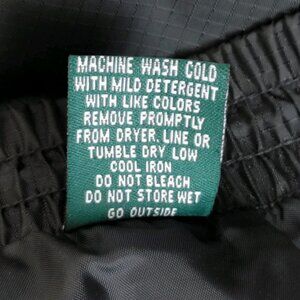 MACHINE WASH COLD
WITH MILD DETERGENT
WITH LIKE COLORS
REMOVE PROMPTLY
FROM DRYER. LINE OR
TUMBLE DRY LOW
COOL IRON
DO NOT BLEACH
DO NOT STORE WET
GO OUTSIDE